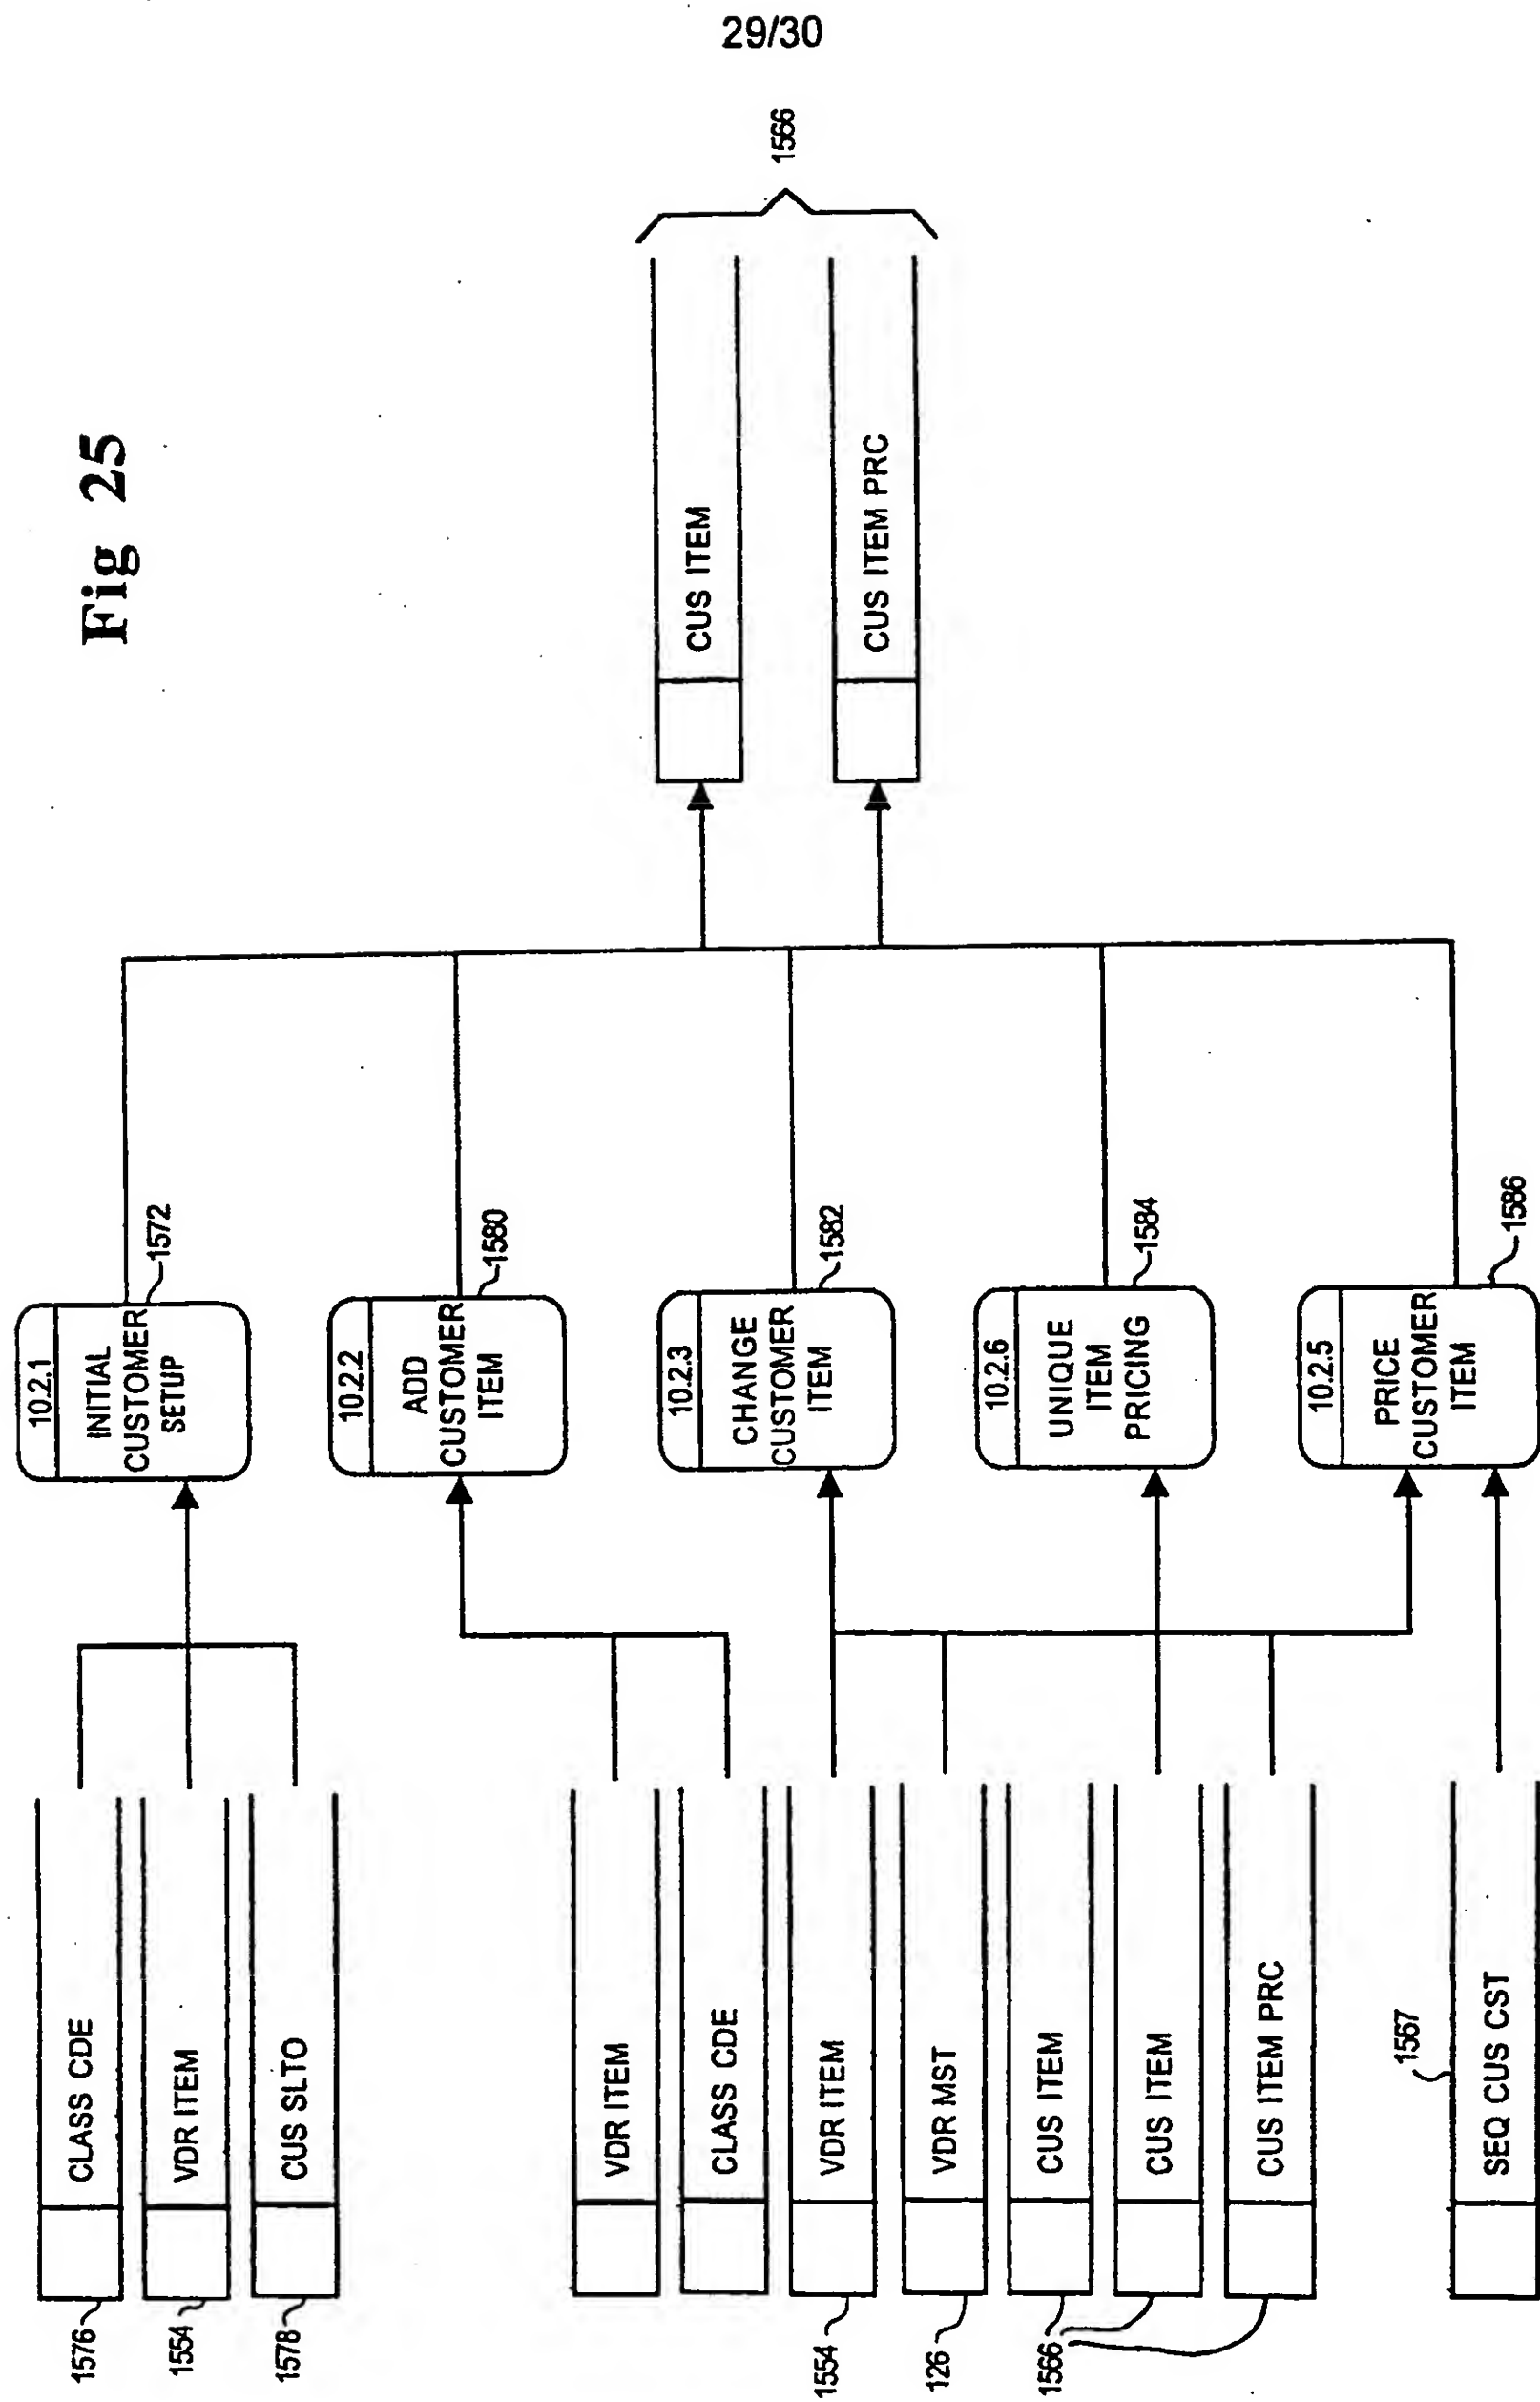 29/30
Fig 25
1576
CLASS CDE
1554
VDR ITEM
1578
CUS SLTO
VDR ITEM
CLASS CDE
1554
VDR ITEM
126
VDR MST
1566
CUS ITEM
CUS ITEM
CUS ITEM PRC
1567
SEQ CUS CST
10.2.1
INITIAL
CUSTOMER
SETUP
1572
10.2.2
ADD
CUSTOMER
ITEM
1580
10.2.3
CHANGE
CUSTOMER
ITEM
1582
10.2.6
UNIQUE
ITEM
PRICING
1584
10.2.5
PRICE
CUSTOMER
ITEM
1586
CUS ITEM
CUS ITEM PRC
1566